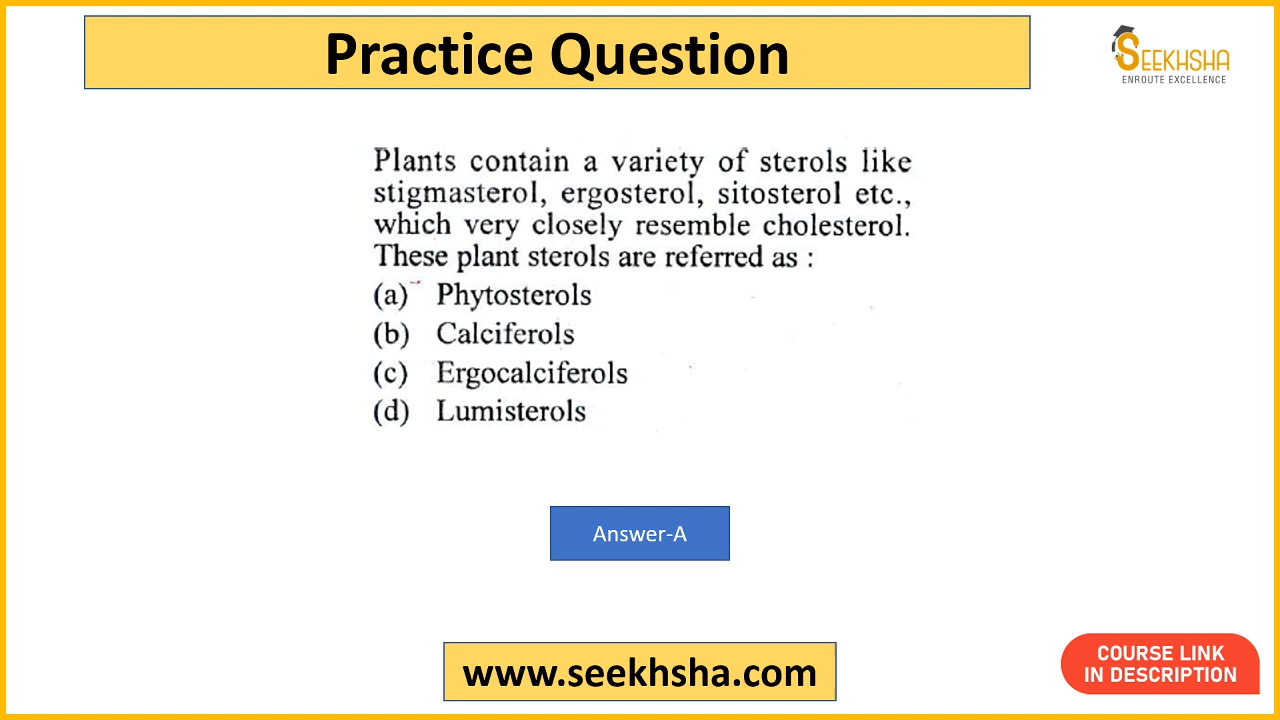 Practice Question
SEEKHSHA
ENROUTE EXCELLENCE
Plants contain a variety of sterols like
stigmasterol, ergosterol, sitosterol etc.,
which very closely resemble cholesterol.
These plant sterols are referred as :
(a) Phytosterols
(b) Calciferols
(c) Ergocalciferols
(d) Lumisterols
Answer-A
www.seekhsha.com
COURSE LINK
IN DESCRIPTION